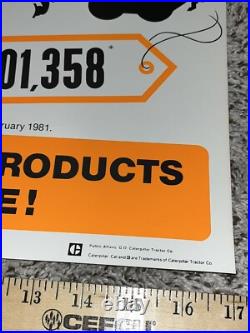 01,358*
ruary 1981.
PRODUCTS
E!
Public Affairs, G.O. Caterpillar Tractor Co.
Caterpillar, Cat and are Trademarks of Caterpillar Tractor Co.
12 13 14 15 16 17
CEF